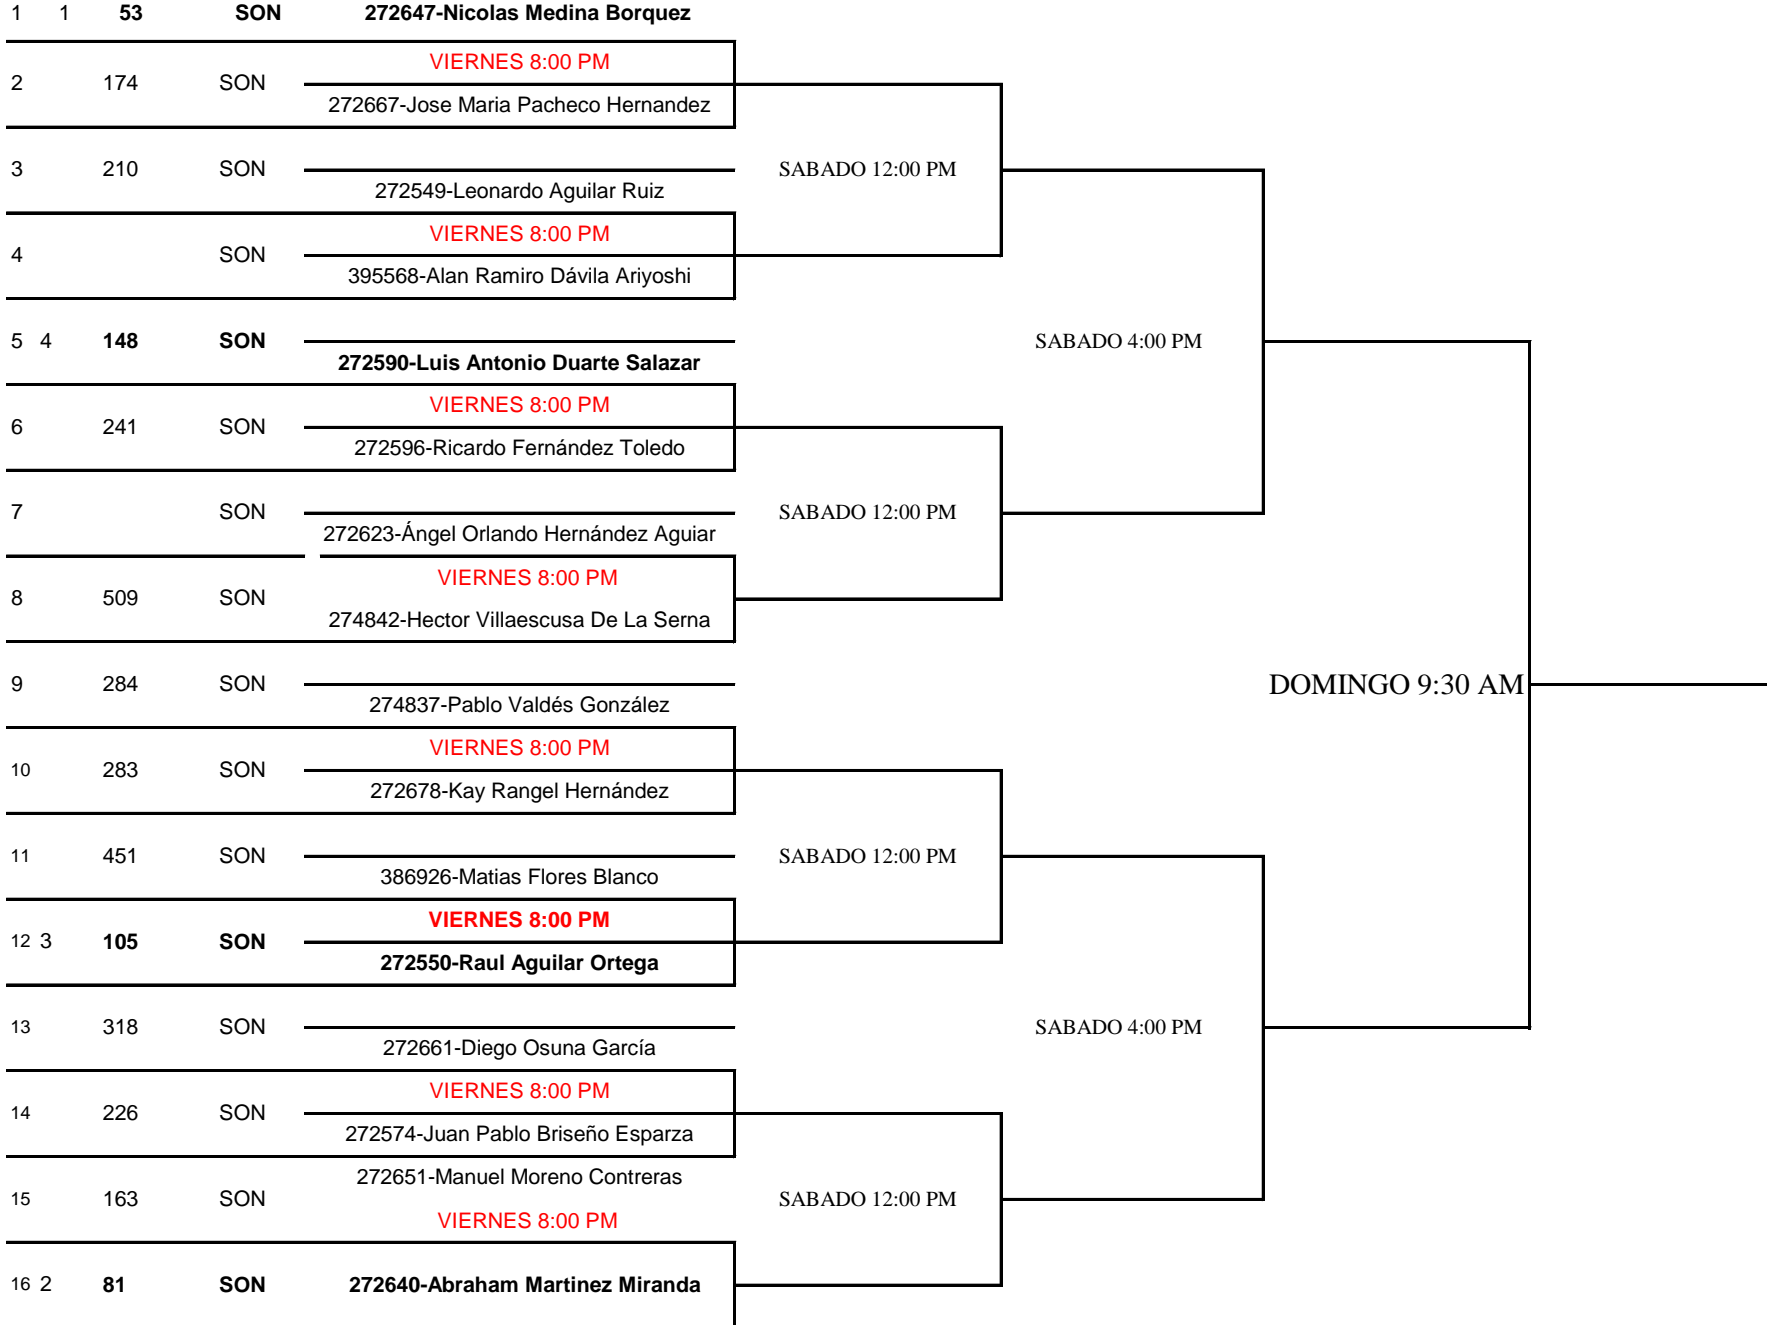 1 1 53 SON 272647-Nicolas Medina Borquez
VIERNES 8:00 PM
2 174 SON
272667-Jose Maria Pacheco Hernandez
3 210 SON SABADO 12:00 PM
272549-Leonardo Aguilar Ruiz
VIERNES 8:00 PM
4 SON
395568-Alan Ramiro Dávila Ariyoshi
5 4 148 SON SABADO 4:00 PM
272590-Luis Antonio Duarte Salazar
VIERNES 8:00 PM
6 241 SON
272596-Ricardo Fernández Toledo
7 SON SABADO 12:00 PM
272623-Ángel Orlando Hernández Aguiar
VIERNES 8:00 PM
8 509 SON
274842-Hector Villaescusa De La Serna
9 284 SON DOMINGO 9:30 AM
274837-Pablo Valdés González
VIERNES 8:00 PM
10 283 SON
272678-Kay Rangel Hernández
11 451 SON SABADO 12:00 PM
386926-Matias Flores Blanco
VIERNES 8:00 PM
12 3 105 SON
272550-Raul Aguilar Ortega
13 318 SON SABADO 4:00 PM
272661-Diego Osuna García
VIERNES 8:00 PM
14 226 SON
272574-Juan Pablo Briseño Esparza
272651-Manuel Moreno Contreras
15 163 SON SABADO 12:00 PM
VIERNES 8:00 PM
16 2 81 SON 272640-Abraham Martinez Miranda